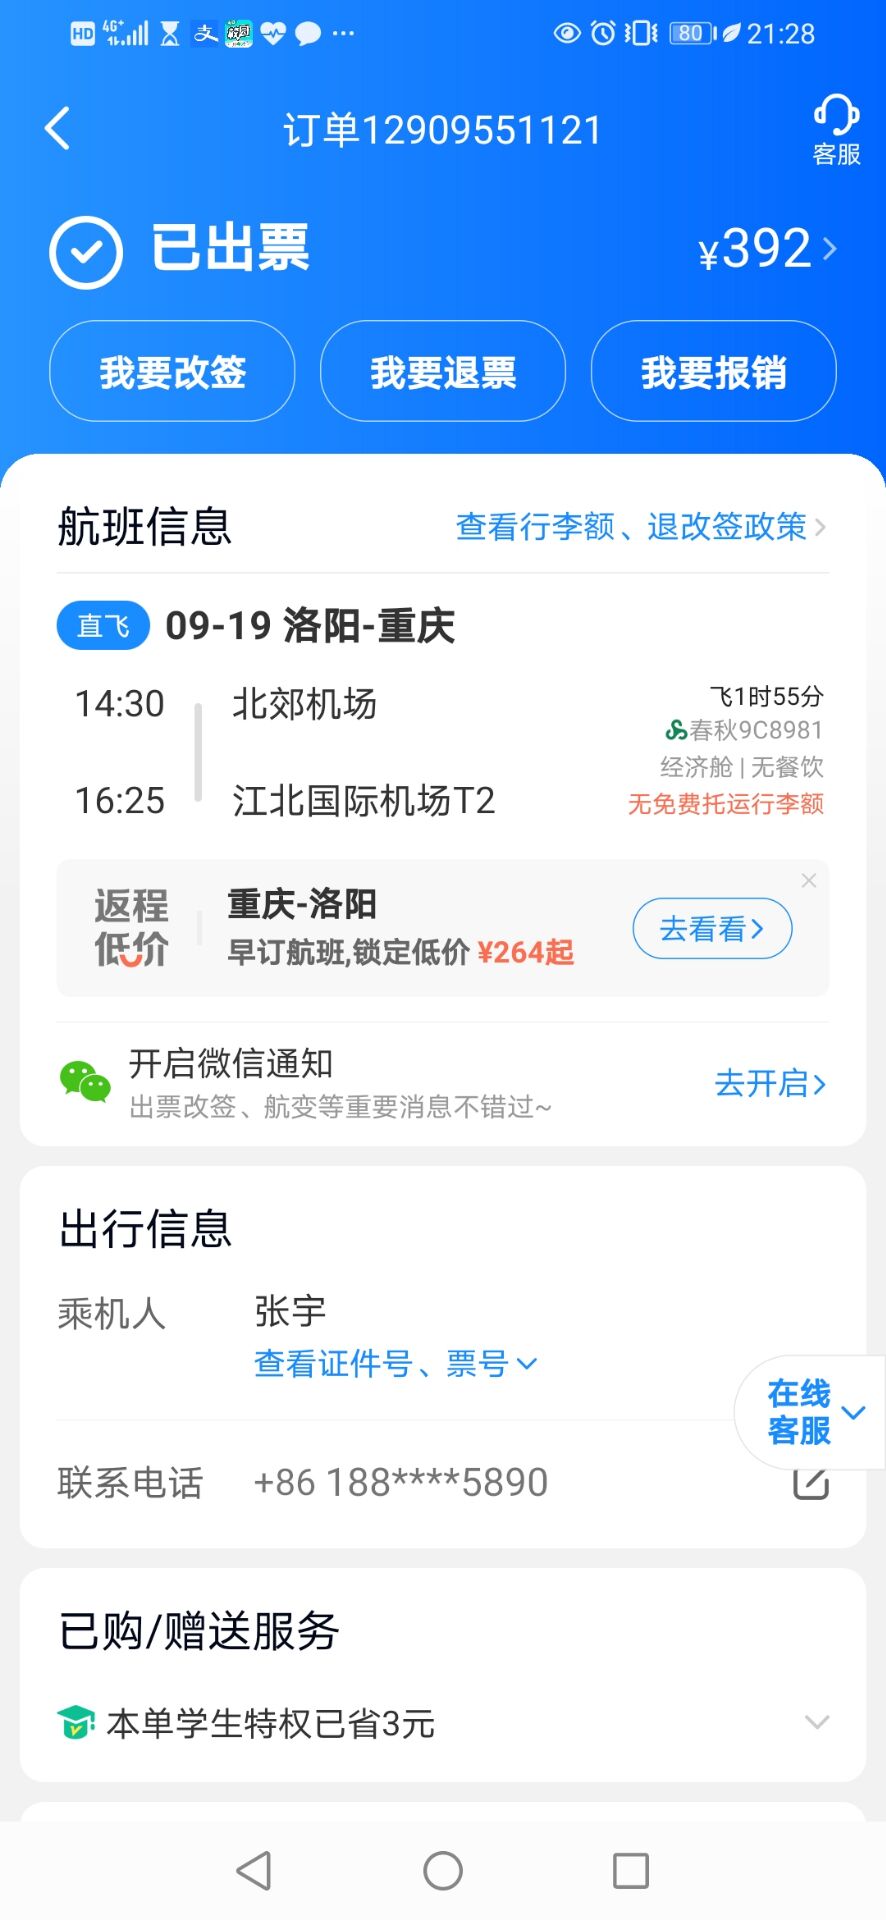 HD 4G+ 支 ··· 80 21:28
订单12909551121
客服
已出票 ¥392
我要改签 我要退票 我要报销
航班信息 查看行李额、退改签政策
直飞 09-19 洛阳-重庆
14:30 北郊机场 飞1时55分
春秋9C8981
经济舱 | 无餐饮
16:25 江北国际机场T2 无免费托运行李额
返程 重庆-洛阳 去看看
低价 早订航班,锁定低价 ¥264起
开启微信通知 去开启
出票改签、航变等重要消息不错过~
出行信息
乘机人 张宇
查看证件号、票号
在线
客服
联系电话 +86 188****5890
已购/赠送服务
本单学生特权已省3元